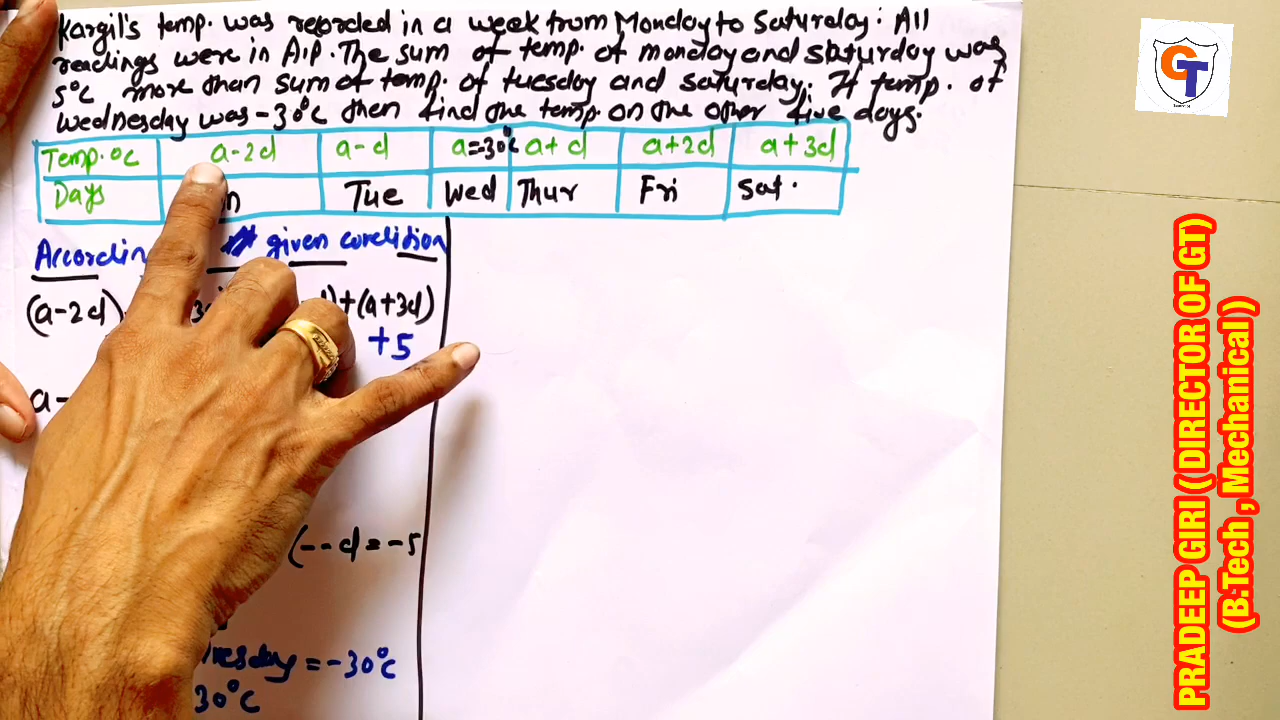 Kargil's temp. was recorded in a week from Monday to Saturday: All
readings were in A.P. The sum of temp. of monday and saturday was
5°C more than sum of temp. of tuesday and saturday. If temp. of
Wednesday was -30°C then find the temp. on the other five days.
Temp. °C a-2d a-d a=-30°C a+d a+2d a+3d
Days n Tue Wed Thur Fri Sat.
According given condition
(a-2d) +(a+3d)
+5
a-
(--d = -5
= -30°C
30°C
GT
PRADEEP GIRI ( DIRECTOR OF GT)
(B.Tech , Mechanical )